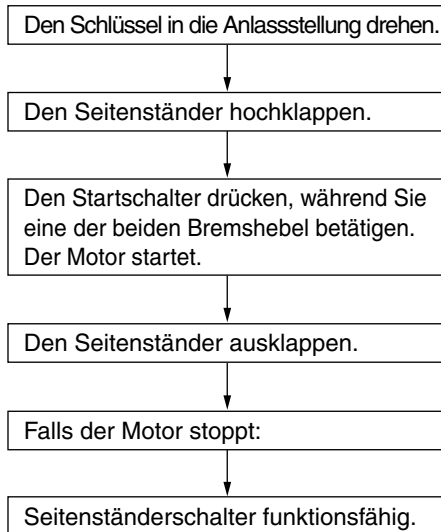 Den Schlüssel in die Anlassstellung drehen.
Den Seitenständer hochklappen.
Den Startschalter drücken, während Sie
eine der beiden Bremshebel betätigen.
Der Motor startet.
Den Seitenständer ausklappen.
Falls der Motor stoppt:
Seitenständerschalter funktionsfähig.